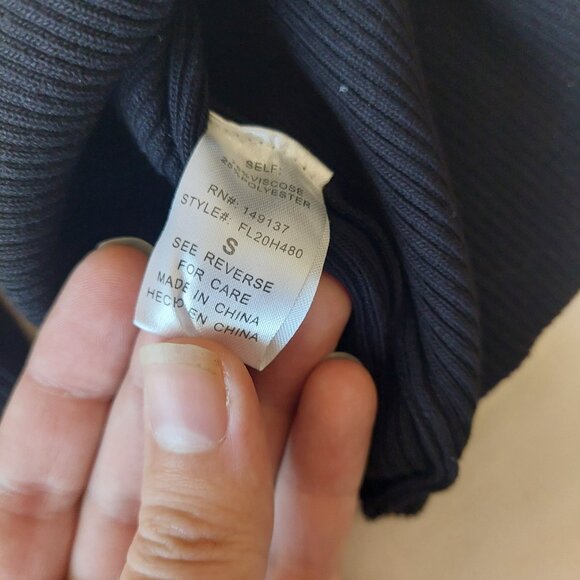 SELF:
VISCOSE
POLYESTER
RN#: 149137
STYLE#: FL20H480
S
SEE REVERSE
FOR CARE
MADE IN CHINA
HECHO EN CHINA